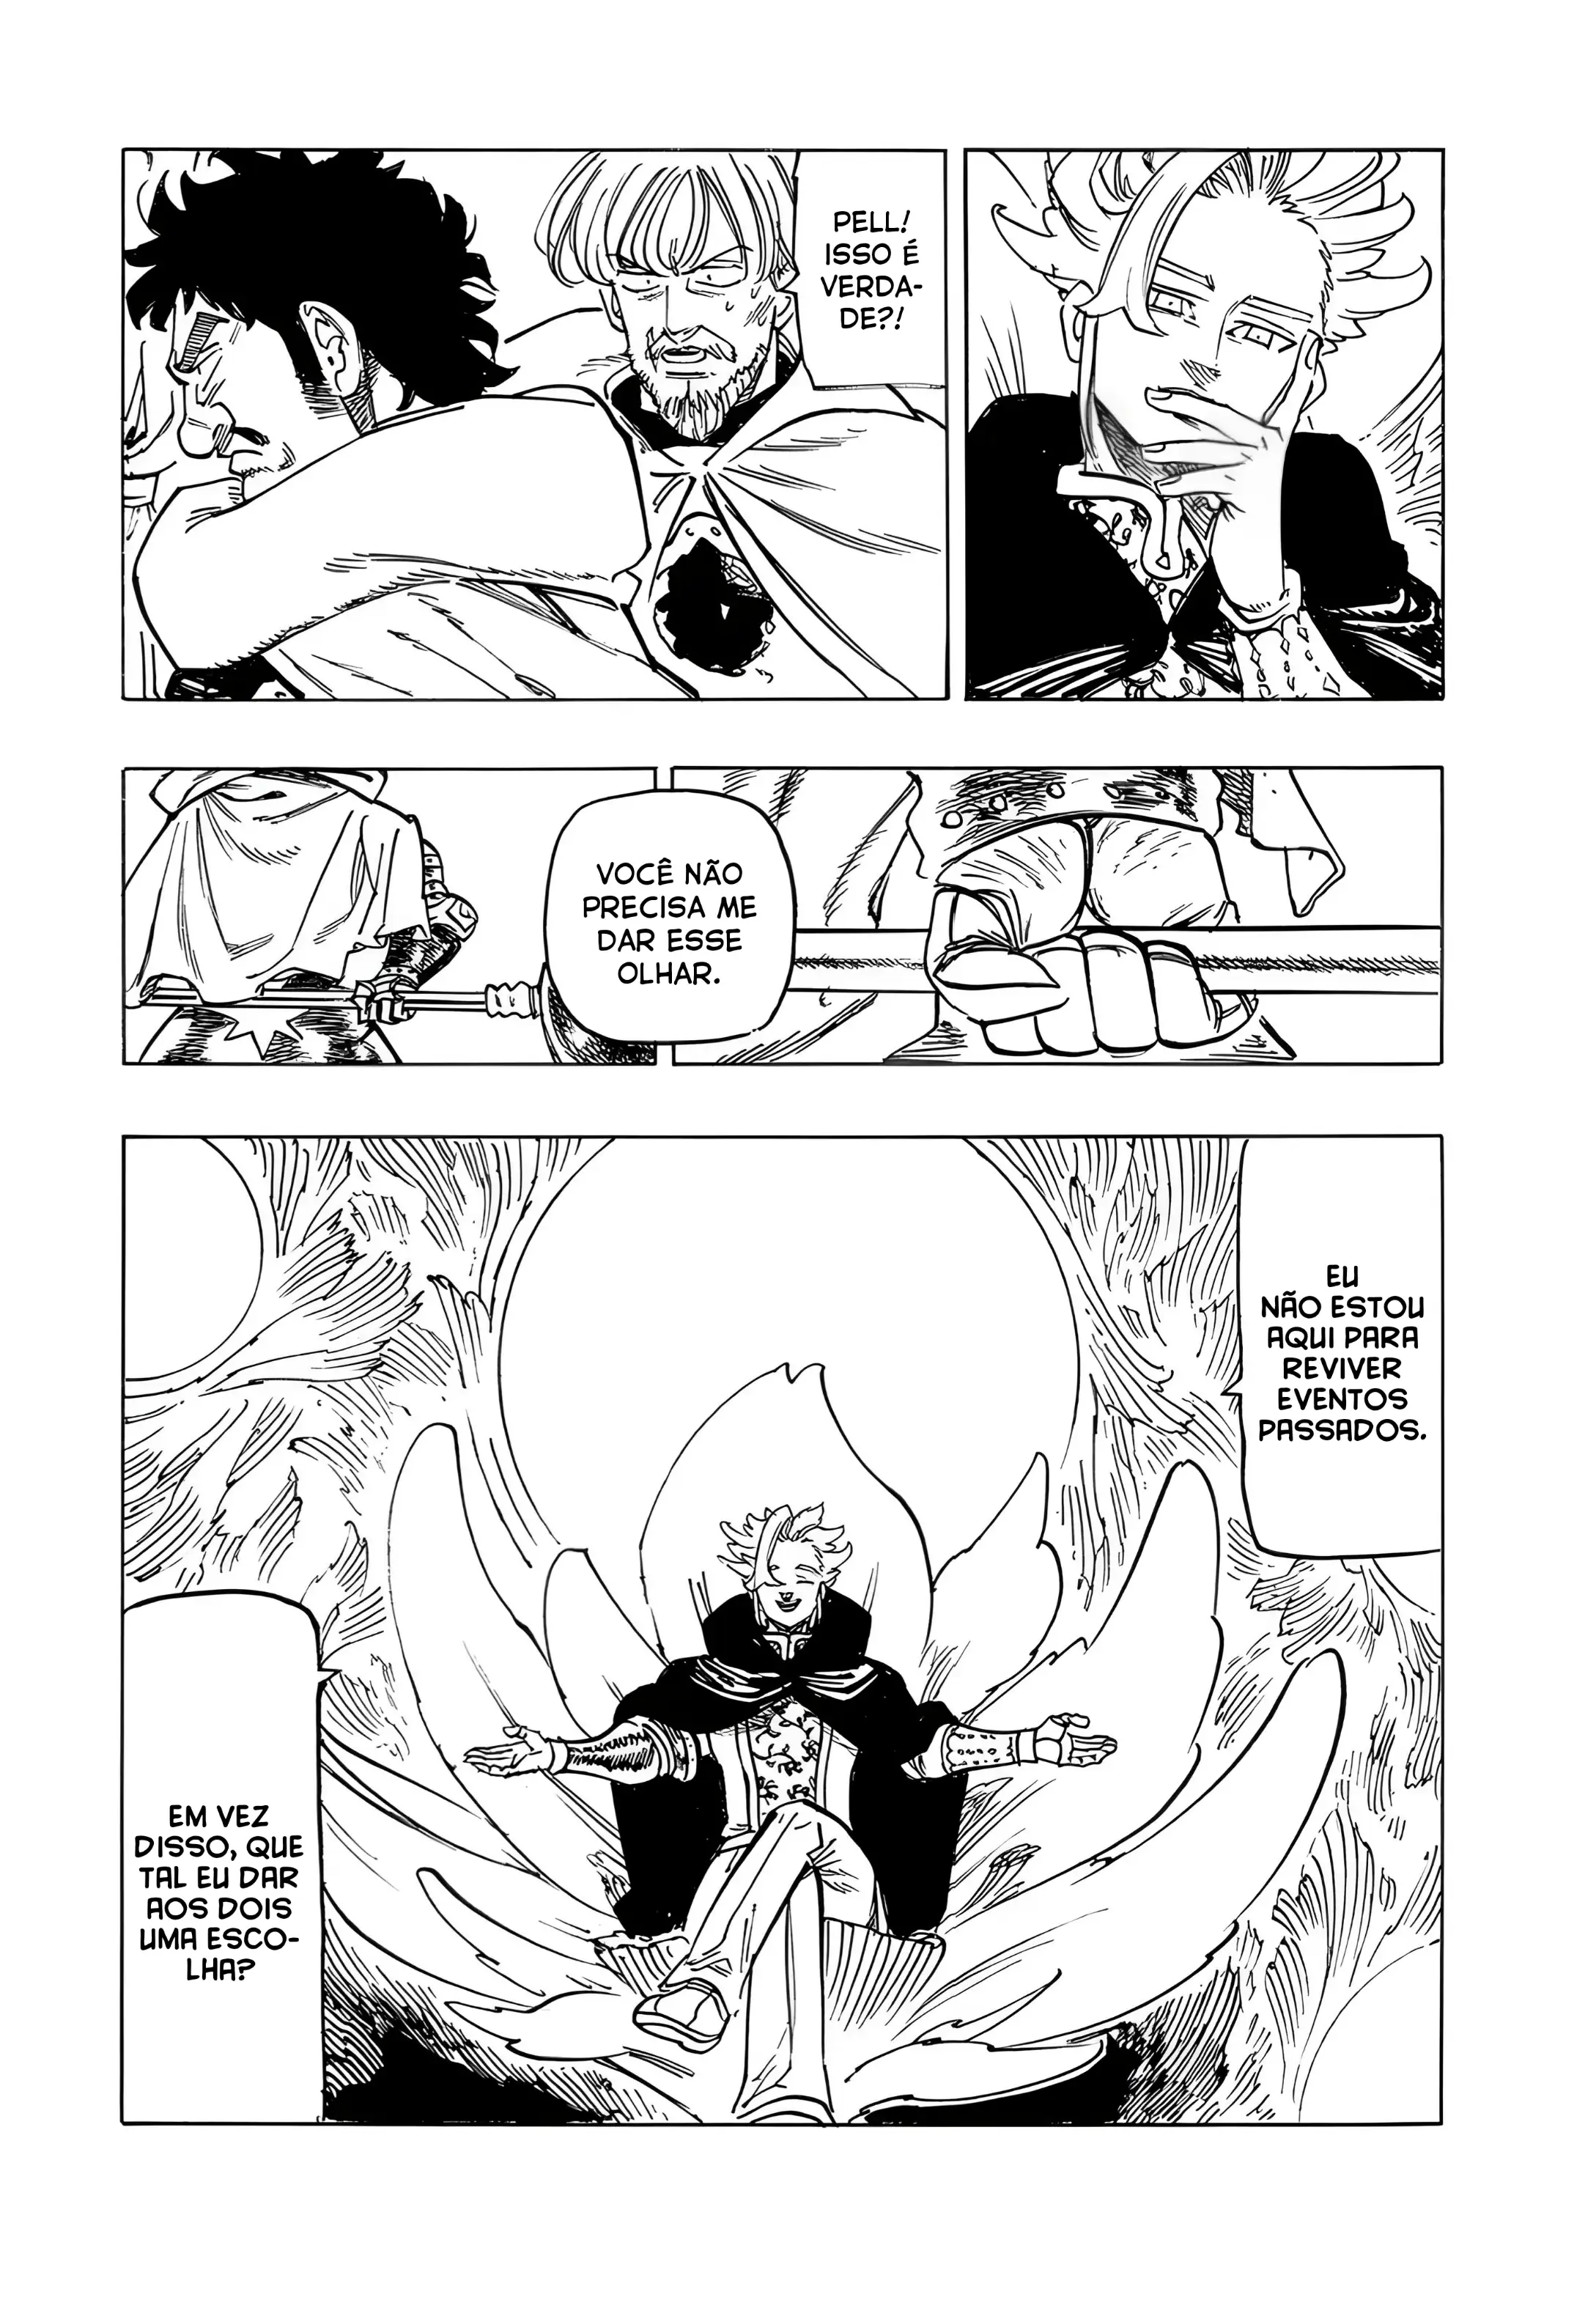 PELL!
ISSO É
VERDA-
DE?!
VOCÊ NÃO
PRECISA ME
DAR ESSE
OLHAR.
EU
NÃO ESTOU
AQUI PARA
REVIVER
EVENTOS
PASSADOS.
EM VEZ
DISSO, QUE
TAL EU DAR
AOS DOIS
UMA ESCO-
LHA?